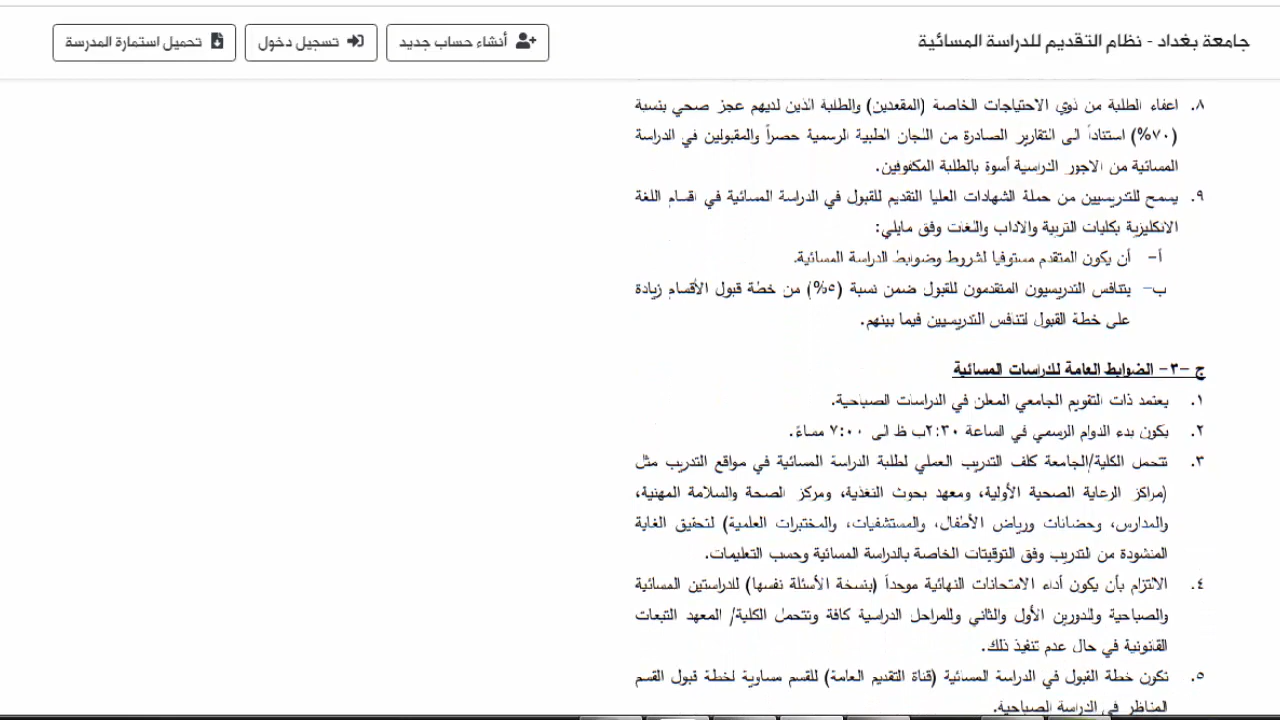 جامعة بغداد - نظام التقديم للدراسة المسائية
أنشاء حساب جديد
تسجيل دخول
تحميل استمارة المدرسة
٨. اعفاء الطلبة من ذوي الاحتياجات الخاصة (المقعدين) والطلبة الذين لديهم عجز صحي بنسبة
(٧٠%) استناداً الى التقارير الصادرة من اللجان الطبية الرسمية حصراً والمقبولين في الدراسة
المسائية من الاجور الدراسية أسوة بالطلبة المكفوفين.
٩. يسمح للتدريسيين من حملة الشهادات العليا التقديم للقبول في الدراسة المسائية في اقسام اللغة
الانكليزية بكليات التربية والاداب واللغات وفق مايلي:
أ- أن يكون المتقدم مستوفيا لشروط وضوابط الدراسة المسائية.
ب- يتنافس التدريسيون المتقدمون للقبول ضمن نسبة (٥%) من خطة قبول الأقسام زيادة
على خطة القبول لتنافس التدريسيين فيما بينهم.
ج -٣- الضوابط العامة للدراسات المسائية
١. يعتمد ذات التقويم الجامعي المعلن في الدراسات الصباحية.
٢. يكون بدء الدوام الرسمي في الساعة ٢:٣٠ب ظ الى ٧:٠٠ مساءً.
٣. تتحمل الكلية/الجامعة كلف التدريب العملي لطلبة الدراسة المسائية في مواقع التدريب مثل
(مراكز الرعاية الصحية الأولية، ومعهد بحوث التغذية، ومركز الصحة والسلامة المهنية،
والمدارس، وحضانات ورياض الأطفال، والمستشفيات، والمختبرات العلمية) لتحقيق الغاية
المنشودة من التدريب وفق التوقيتات الخاصة بالدراسة المسائية وحسب التعليمات.
٤. الالتزام بأن يكون أداء الامتحانات النهائية موحداً (بنسخة الأسئلة نفسها) للدراستين المسائية
والصباحية وللدورين الأول والثاني وللمراحل الدراسية كافة وتتحمل الكلية/ المعهد التبعات
القانونية في حال عدم تنفيذ ذلك.
٥. تكون خطة القبول في الدراسة المسائية (قناة التقديم العامة) للقسم مساوية لخطة قبول القسم
المناظر في الدراسة الصباحية.